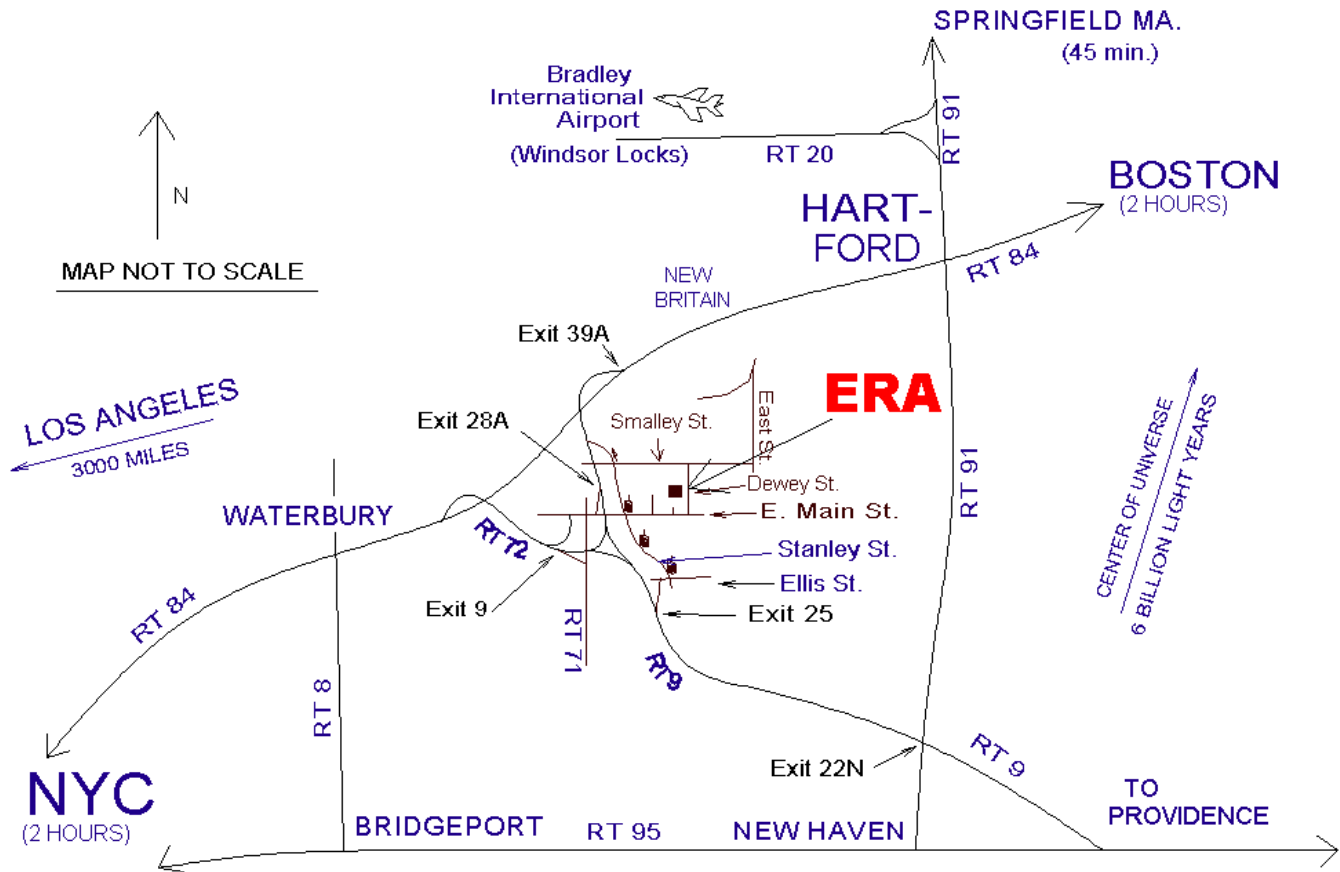 SPRINGFIELD MA.
(45 min.)
Bradley
International
Airport
(Windsor Locks)
RT 20
RT 91
N
BOSTON
(2 HOURS)
HART-
FORD
MAP NOT TO SCALE
RT 84
NEW
BRITAIN
Exit 39A
ERA
LOS ANGELES
3000 MILES
Exit 28A
Smalley St.
East St.
CENTER OF UNIVERSE
6 BILLION LIGHT YEARS
RT 91
Dewey St.
WATERBURY
E. Main St.
RT 72
Stanley St.
Ellis St.
Exit 9
Exit 25
RT 84
RT 71
RT 9
RT 8
RT 9
Exit 22N
NYC
(2 HOURS)
TO
PROVIDENCE
BRIDGEPORT
RT 95
NEW HAVEN